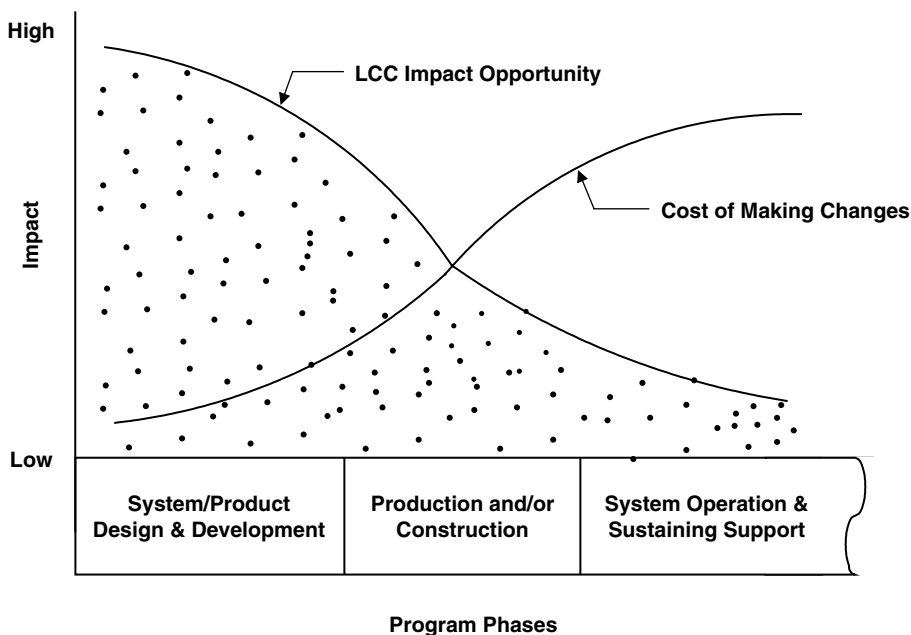 High
LCC Impact Opportunity
Cost of Making Changes
Impact
Low
System/Product
Design & Development
Production and/or
Construction
System Operation &
Sustaining Support
Program Phases